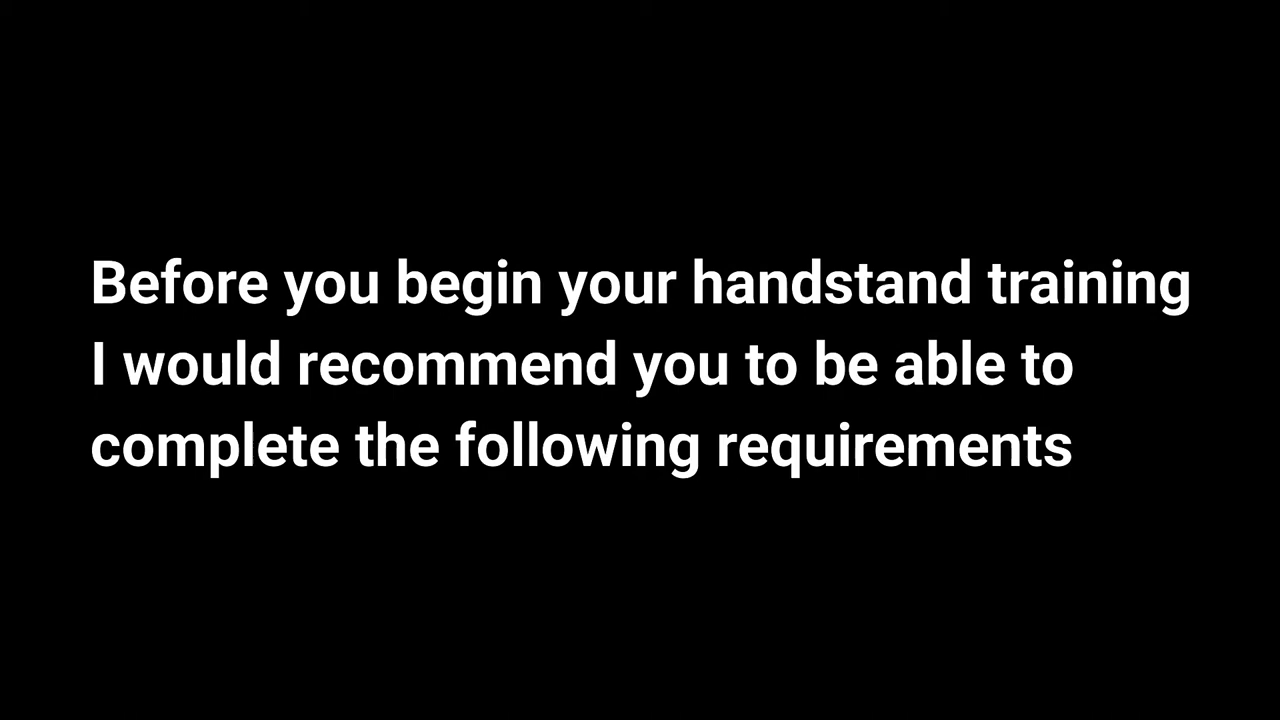 Before you begin your handstand training
I would recommend you to be able to
complete the following requirements